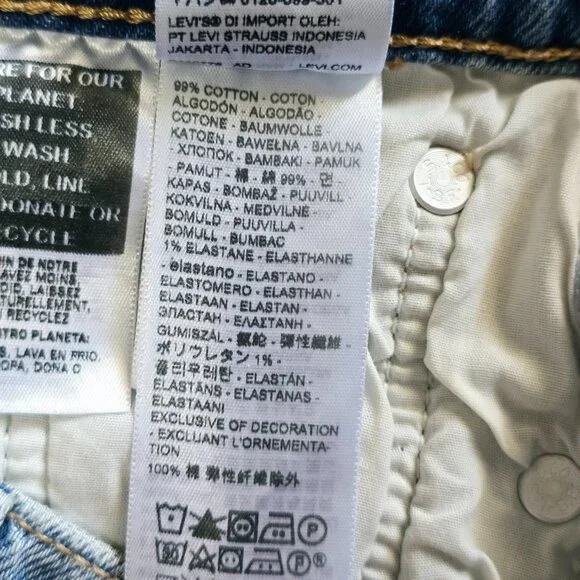 LEVI'S® DI IMPORT OLEH:
PT LEVI STRAUSS INDONESIA
JAKARTA - INDONESIA
LEVI.COM
99% COTTON - COTON -
ALGODÓN - ALGODÃO -
COTONE - BAUMWOLLE -
KATOEN - BAWEŁNA - BAVLNA
- ХЛОПОК - ΒΑΜΒΑΚΙ - PAMUK
- PAMUT - 棉 - 綿 99% - 면 -
KAPAS - BOMBAŽ - PUUVILL -
KOKVILNA - MEDVILNĖ -
BOMULD - PUUVILLA -
BOMULL - BUMBAC
1% ELASTANE - ELASTHANNE
- elastano - ELASTANO -
ELASTOMERO - ELASTHAN -
ELASTAAN - ELASTAN -
ЭЛАСТАН - ΕΛΑΣΤΑΝΗ -
GUMISZÁL - 氨纶 - 彈性纖維 -
ポリウレタン 1% -
폴리우레탄 - ELASTÁN -
ELASTĀNS - ELASTANAS -
ELASTAANI
EXCLUSIVE OF DECORATION
- EXCLUANT L'ORNEMENTA-
TION
100% 棉 弹性纤维除外
P
P ®
RE FOR OUR
PLANET
SH LESS
WASH
OLD, LINE
DONATE OR
CYCLE
IN DE NOTRE
AVEZ MOINS,
OID, LAISSEZ
TURELLEMENT,
U RECYCLEZ
TRO PLANETA:
S, LAVA EN FRÍO,
OPA, DONA O